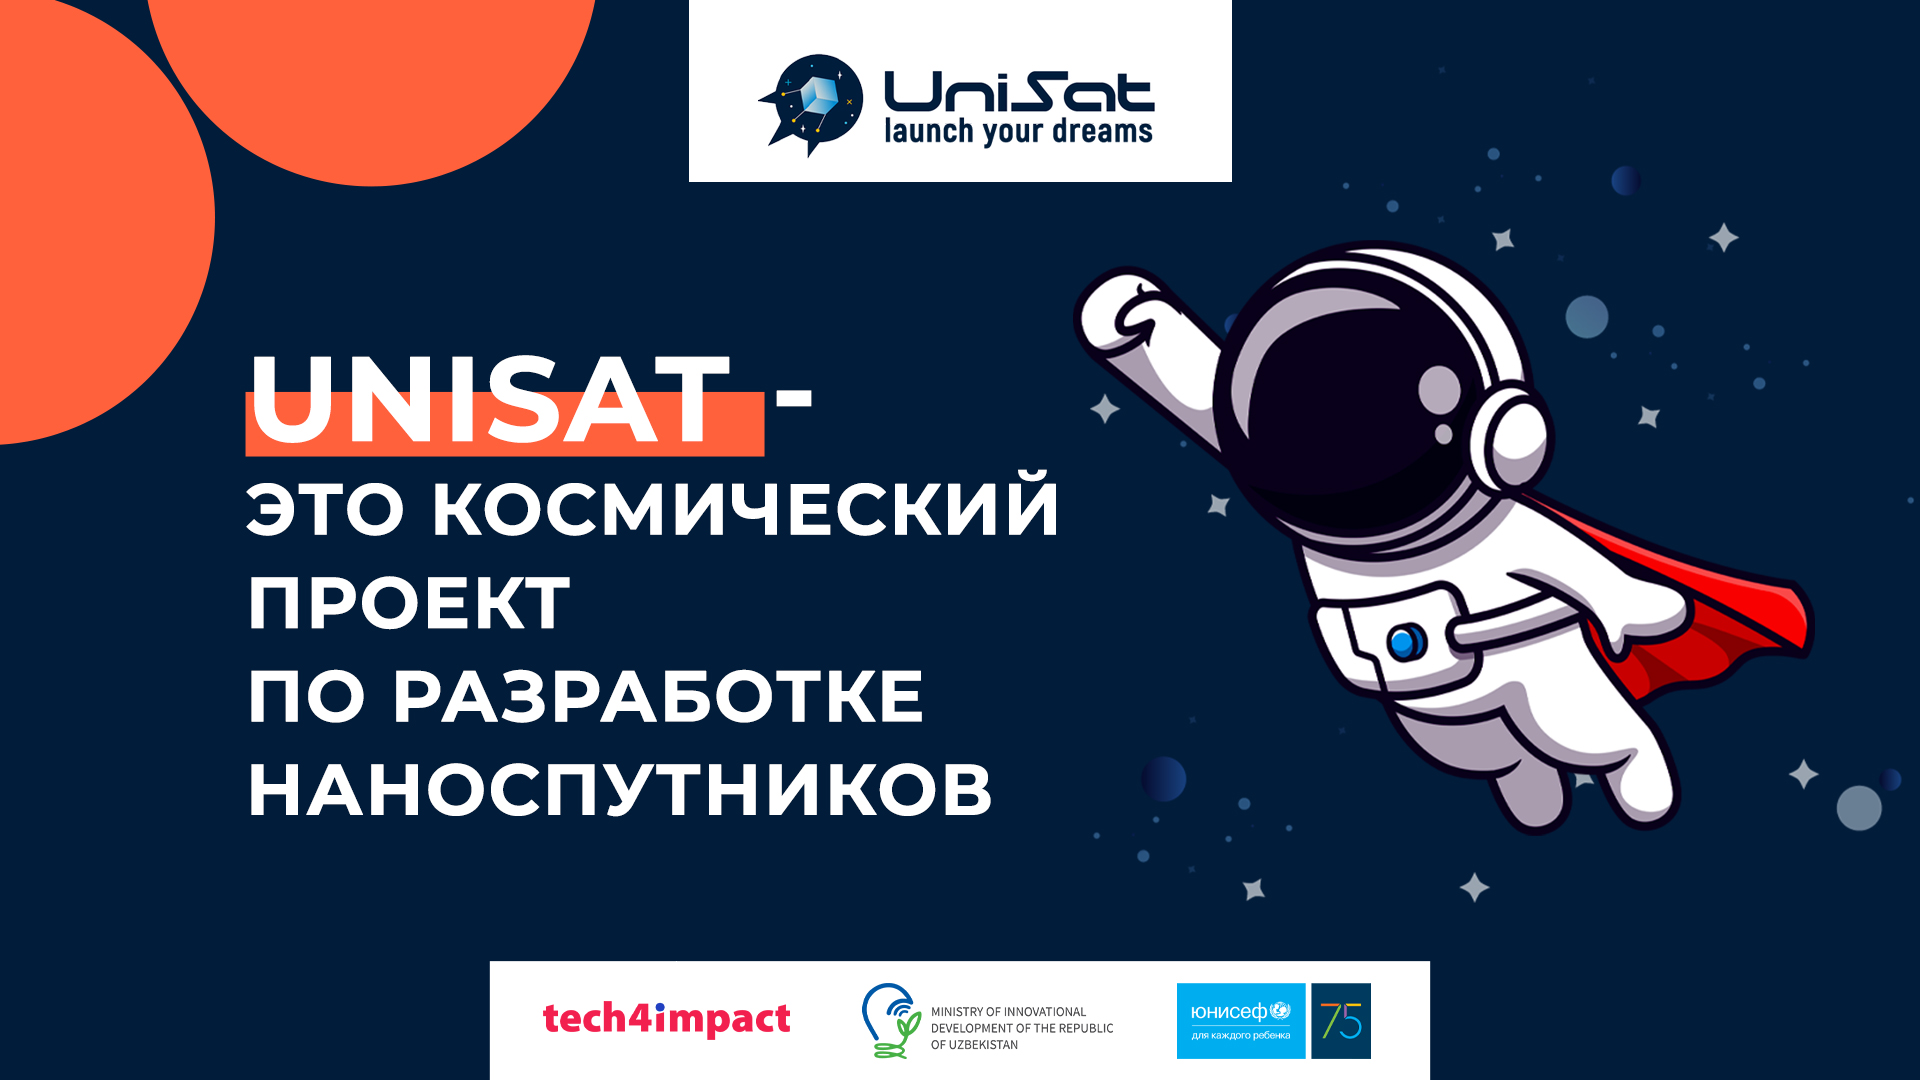 UniSat
launch your dreams
UNISAT -
ЭТО КОСМИЧЕСКИЙ
ПРОЕКТ
ПО РАЗРАБОТКЕ
НАНОСПУТНИКОВ
tech4impact
MINISTRY OF INNOVATIONAL
DEVELOPMENT OF THE REPUBLIC
OF UZBEKISTAN
юнисеф
для каждого ребенка
75